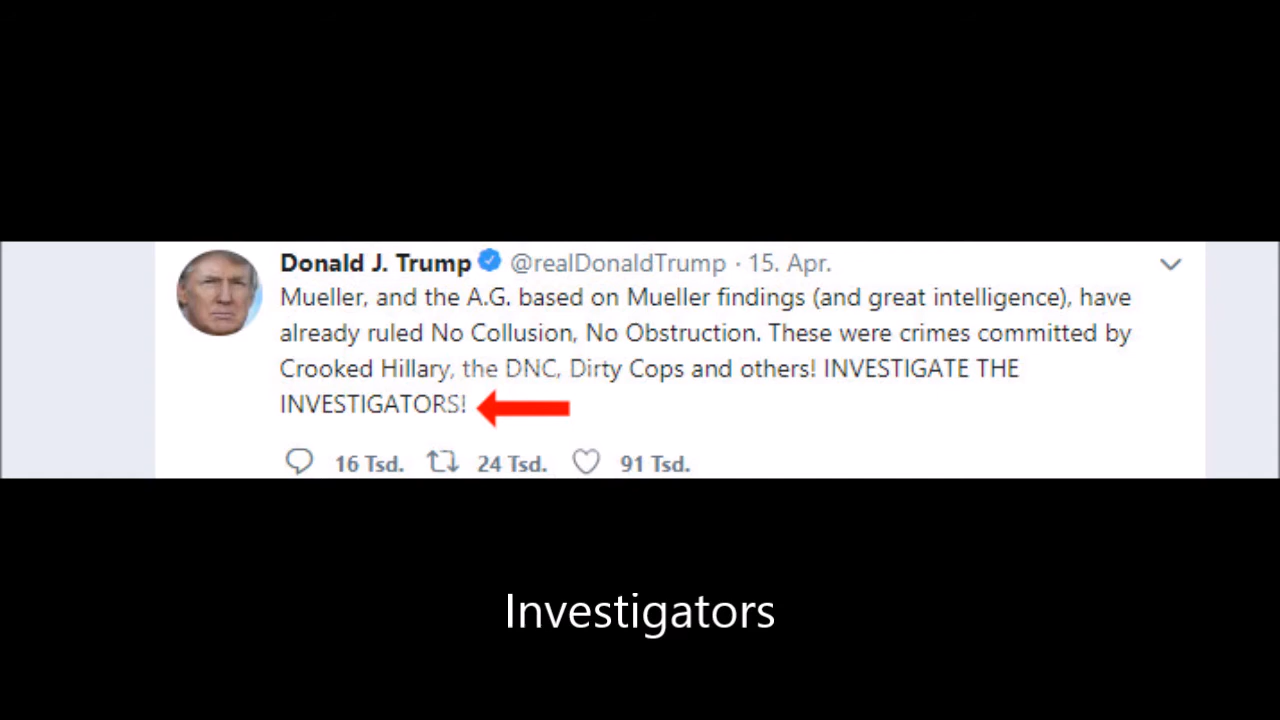 Donald J. Trump @realDonaldTrump · 15. Apr.
Mueller, and the A.G. based on Mueller findings (and great intelligence), have
already ruled No Collusion, No Obstruction. These were crimes committed by
Crooked Hillary, the DNC, Dirty Cops and others! INVESTIGATE THE
INVESTIGATORS!
16 Tsd. 24 Tsd. 91 Tsd.
Investigators